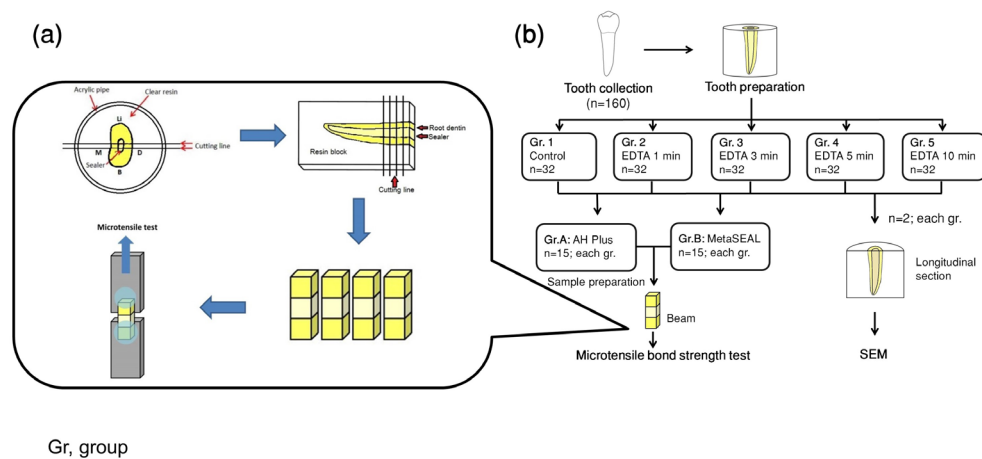 (a)
Acrylic pipe
Clear resin
LI
M
D
Cutting line
Sealer
B
Root dentin
Sealer
Resin block
Cutting line
Microtensile test
(b)
Tooth collection
(n=160)
Tooth preparation
Gr. 1
Control
n=32
Gr. 2
EDTA 1 min
n=32
Gr. 3
EDTA 3 min
n=32
Gr. 4
EDTA 5 min
n=32
Gr. 5
EDTA 10 min
n=32
n=2; each gr.
Gr.A: AH Plus
n=15; each gr.
Gr.B: MetaSEAL
n=15; each gr.
Sample preparation
Beam
Longitudinal
section
Microtensile bond strength test
SEM
Gr, group